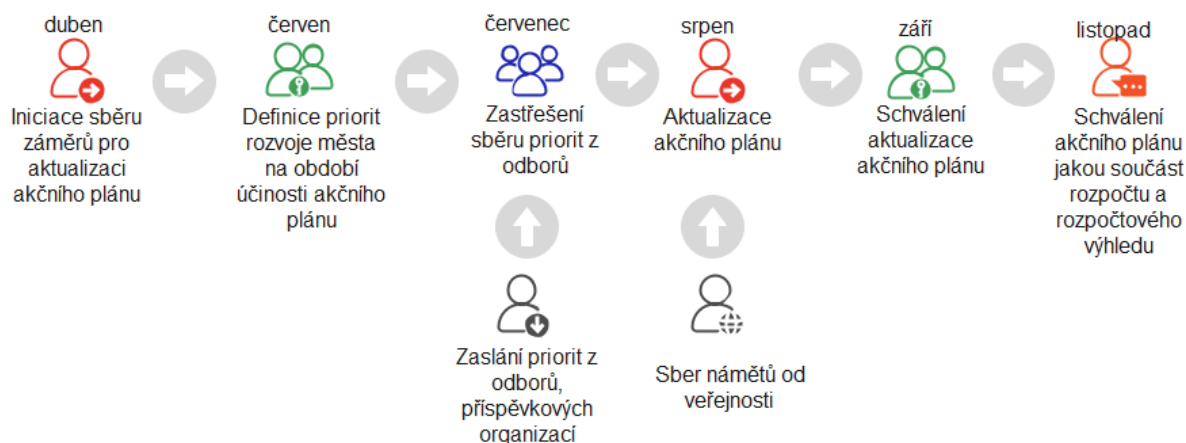 duben
Iniciace sběru
záměrů pro
aktualizaci
akčního plánu
červen
Definice priorit
rozvoje města
na období
účinosti akčního
plánu
červenec
Zastřešení
sběru priorit z
odborů
srpen
Aktualizace
akčního plánu
září
Schválení
aktualizace
akčního plánu
listopad
Schválení
akčního plánu
jakou součást
rozpočtu a
rozpočtového
výhledu
Zaslání priorit z
odborů,
příspěvkových
organizací
Sber námětů od
veřejnosti